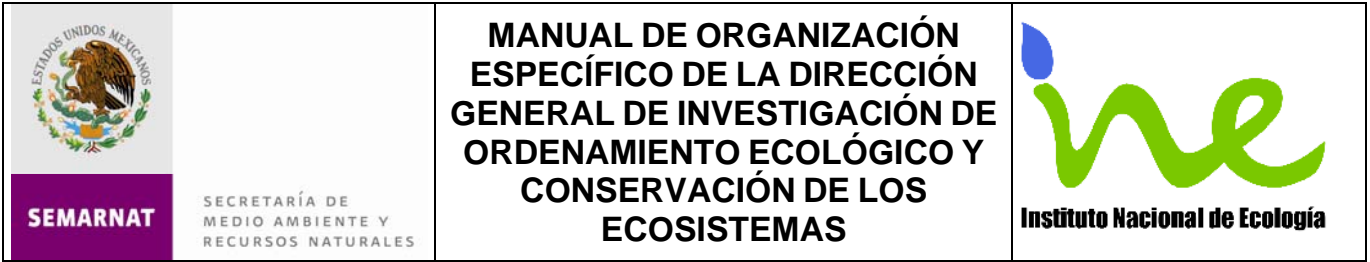 ESTADOS UNIDOS MEXICANOS
SEMARNAT
SECRETARÍA DE
MEDIO AMBIENTE Y
RECURSOS NATURALES
MANUAL DE ORGANIZACIÓN
ESPECÍFICO DE LA DIRECCIÓN
GENERAL DE INVESTIGACIÓN DE
ORDENAMIENTO ECOLÓGICO Y
CONSERVACIÓN DE LOS
ECOSISTEMAS
ine
Instituto Nacional de Ecología